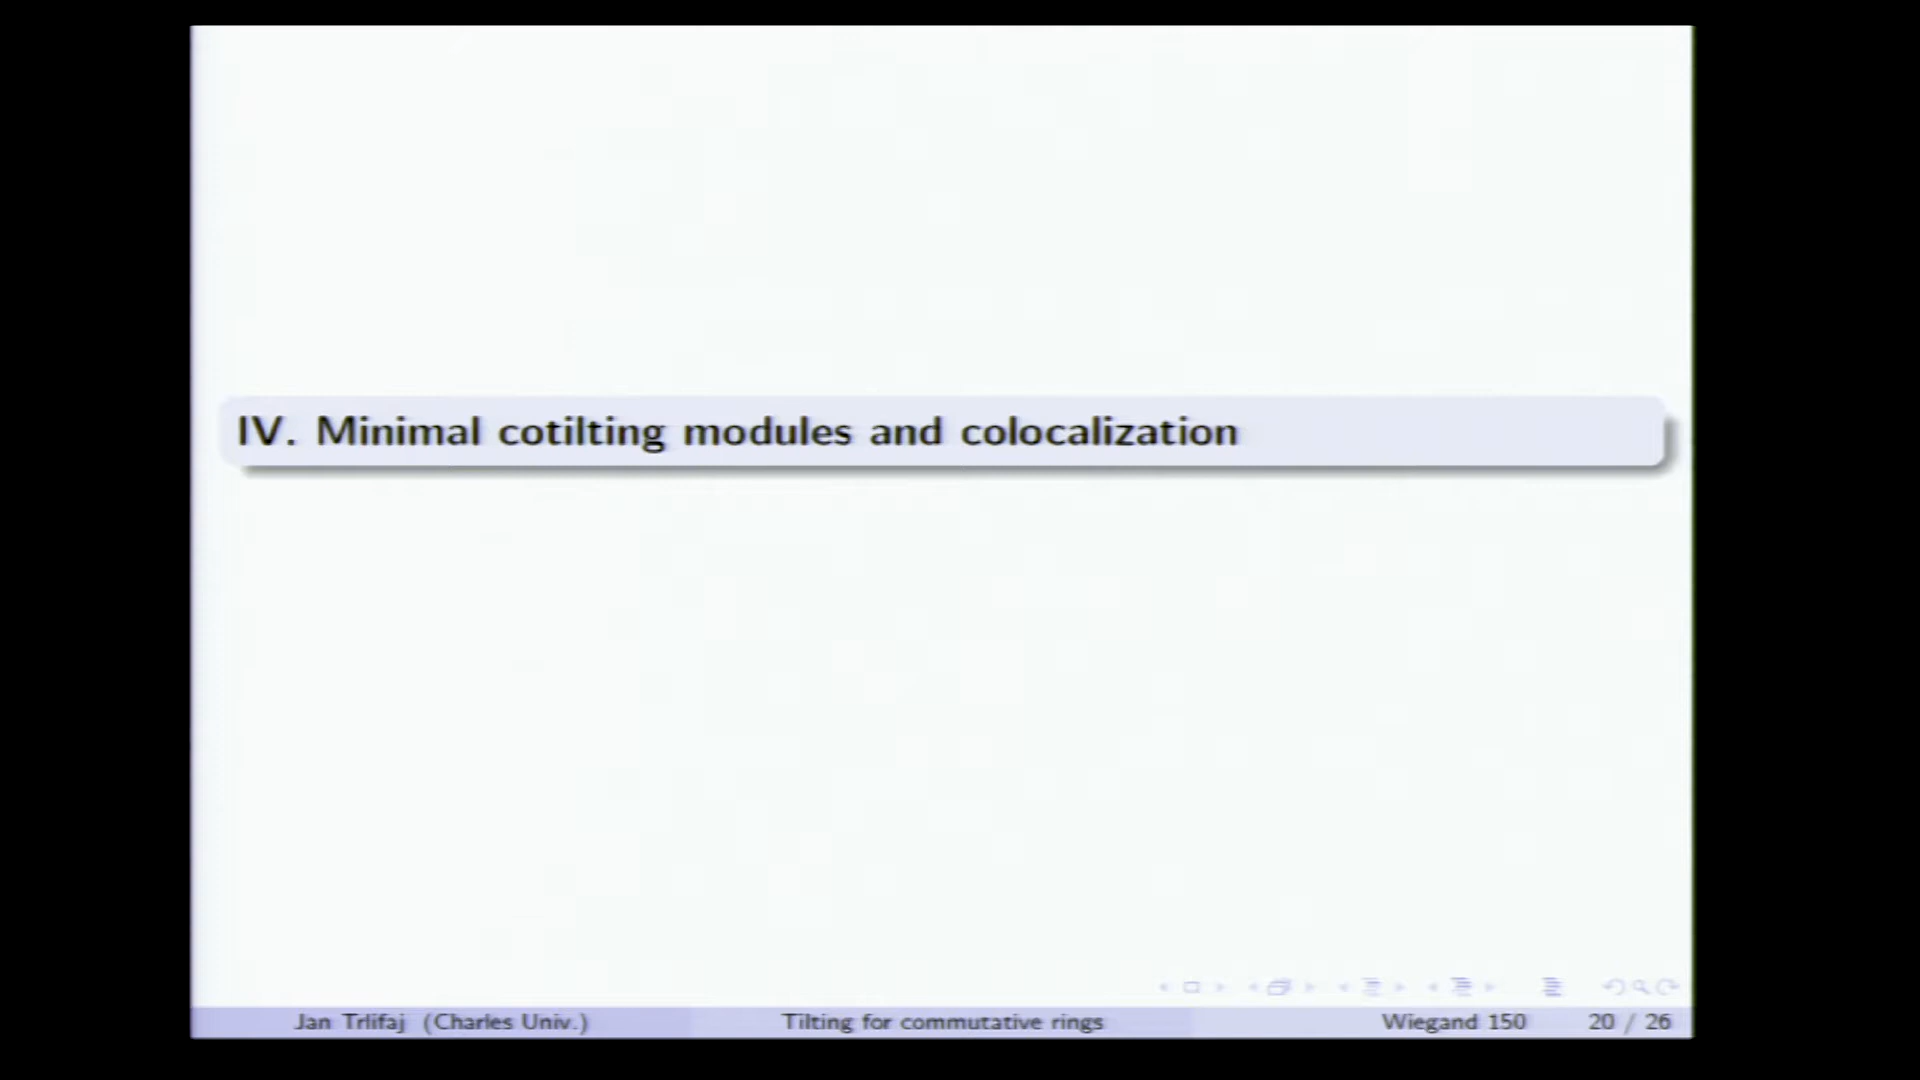 IV. Minimal cotilting modules and colocalization
Jan Trlifaj (Charles Univ.)
Tilting for commutative rings
Wiegand 150
20 / 26